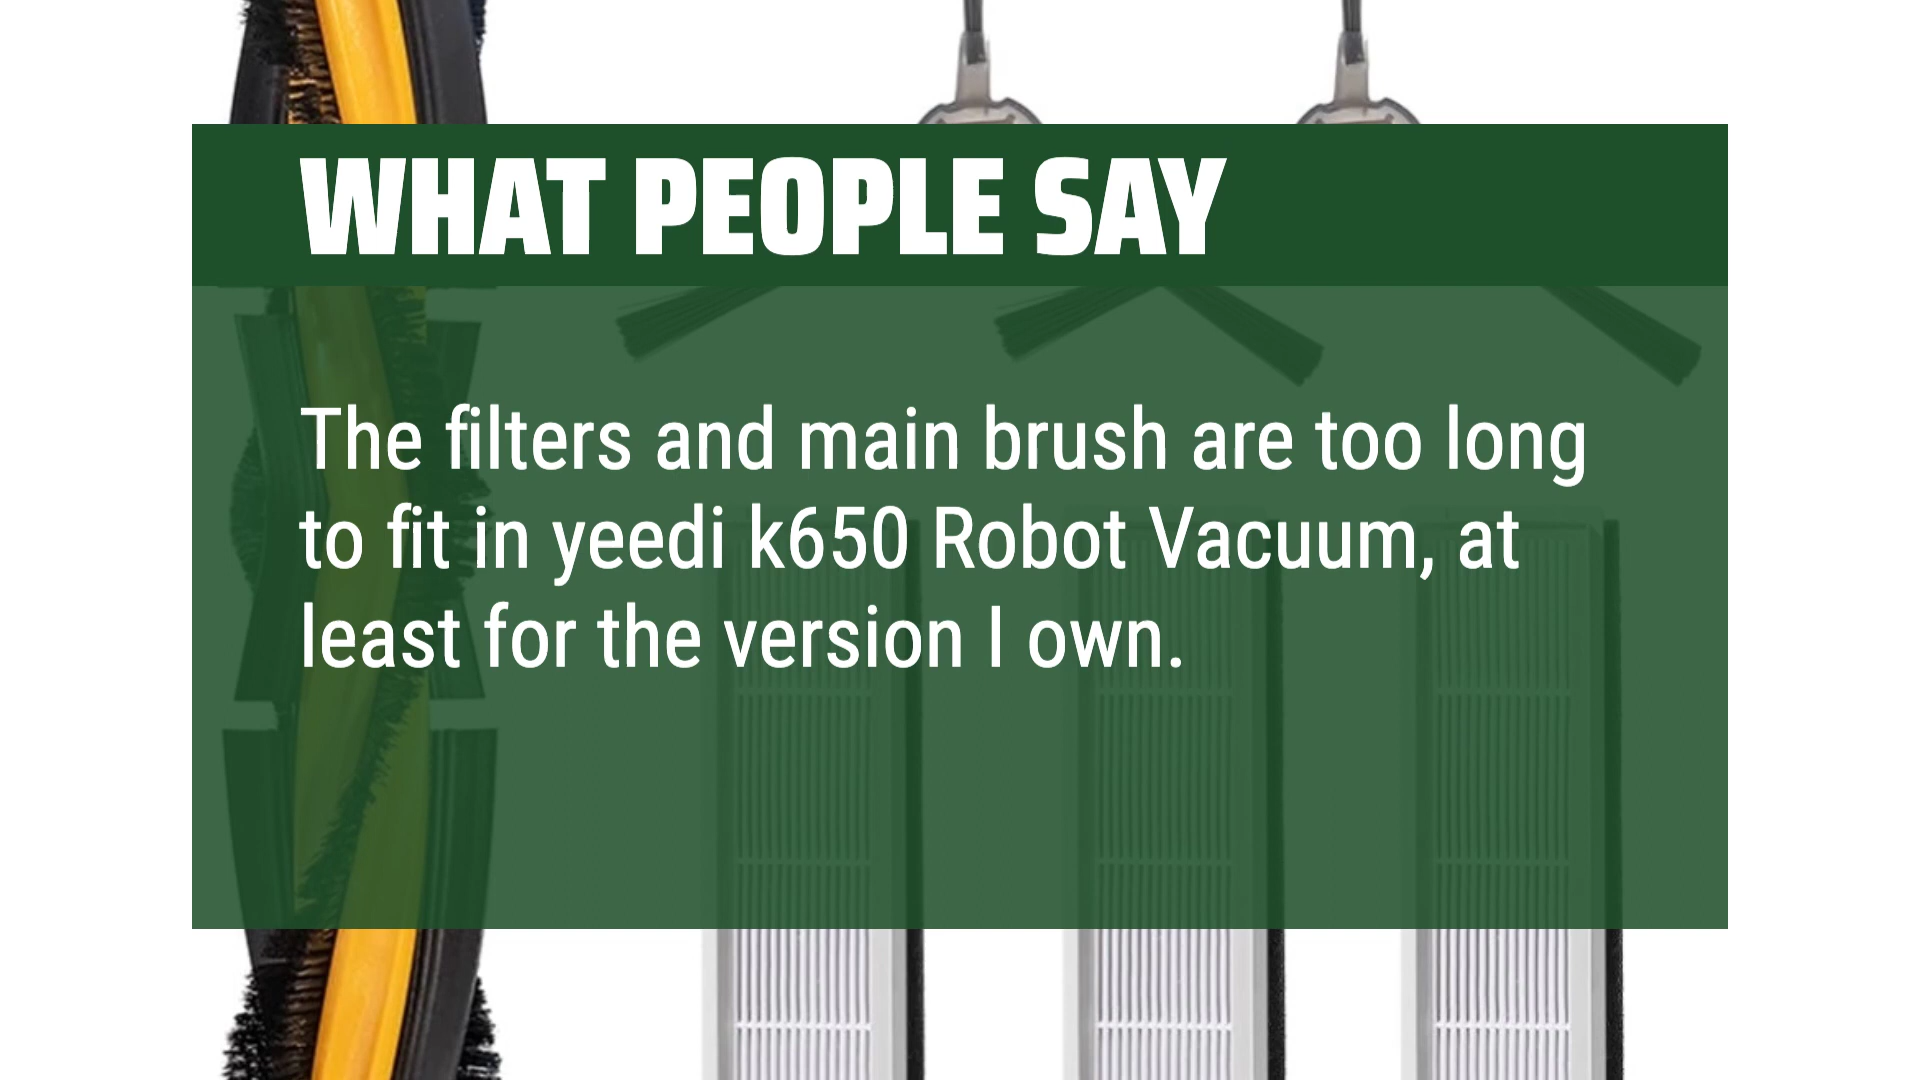 WHAT PEOPLE SAY
The filters and main brush are too long
to fit in yeedi k650 Robot Vacuum, at
least for the version I own.